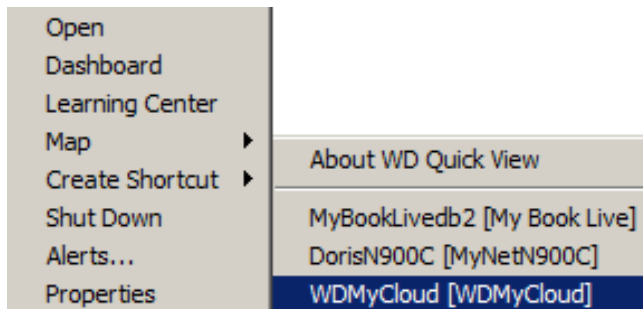 Open
Dashboard
Learning Center
Map
Create Shortcut
Shut Down
Alerts...
Properties
About WD Quick View
MyBookLivedb2 [My Book Live]
DorisN900C [MyNetN900C]
WDMyCloud [WDMyCloud]